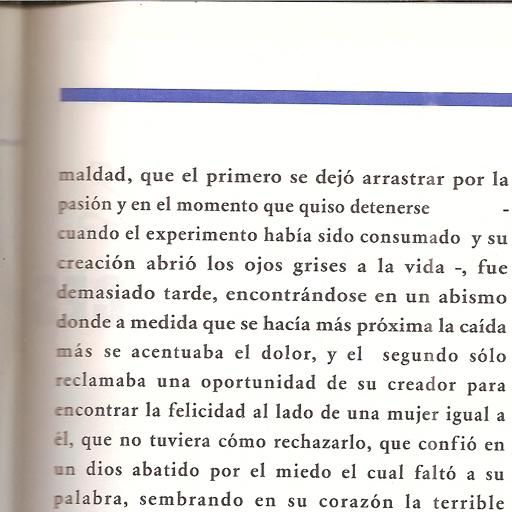 maldad, que el primero se dejó arrastrar por la
pasión y en el momento que quiso detenerse -
cuando el experimento había sido consumado y su
creación abrió los ojos grises a la vida -, fue
demasiado tarde, encontrándose en un abismo
donde a medida que se hacía más próxima la caída
más se acentuaba el dolor, y el segundo sólo
reclamaba una oportunidad de su creador para
encontrar la felicidad al lado de una mujer igual a
él, que no tuviera cómo rechazarlo, que confió en
un dios abatido por el miedo el cual faltó a su
palabra, sembrando en su corazón la terrible